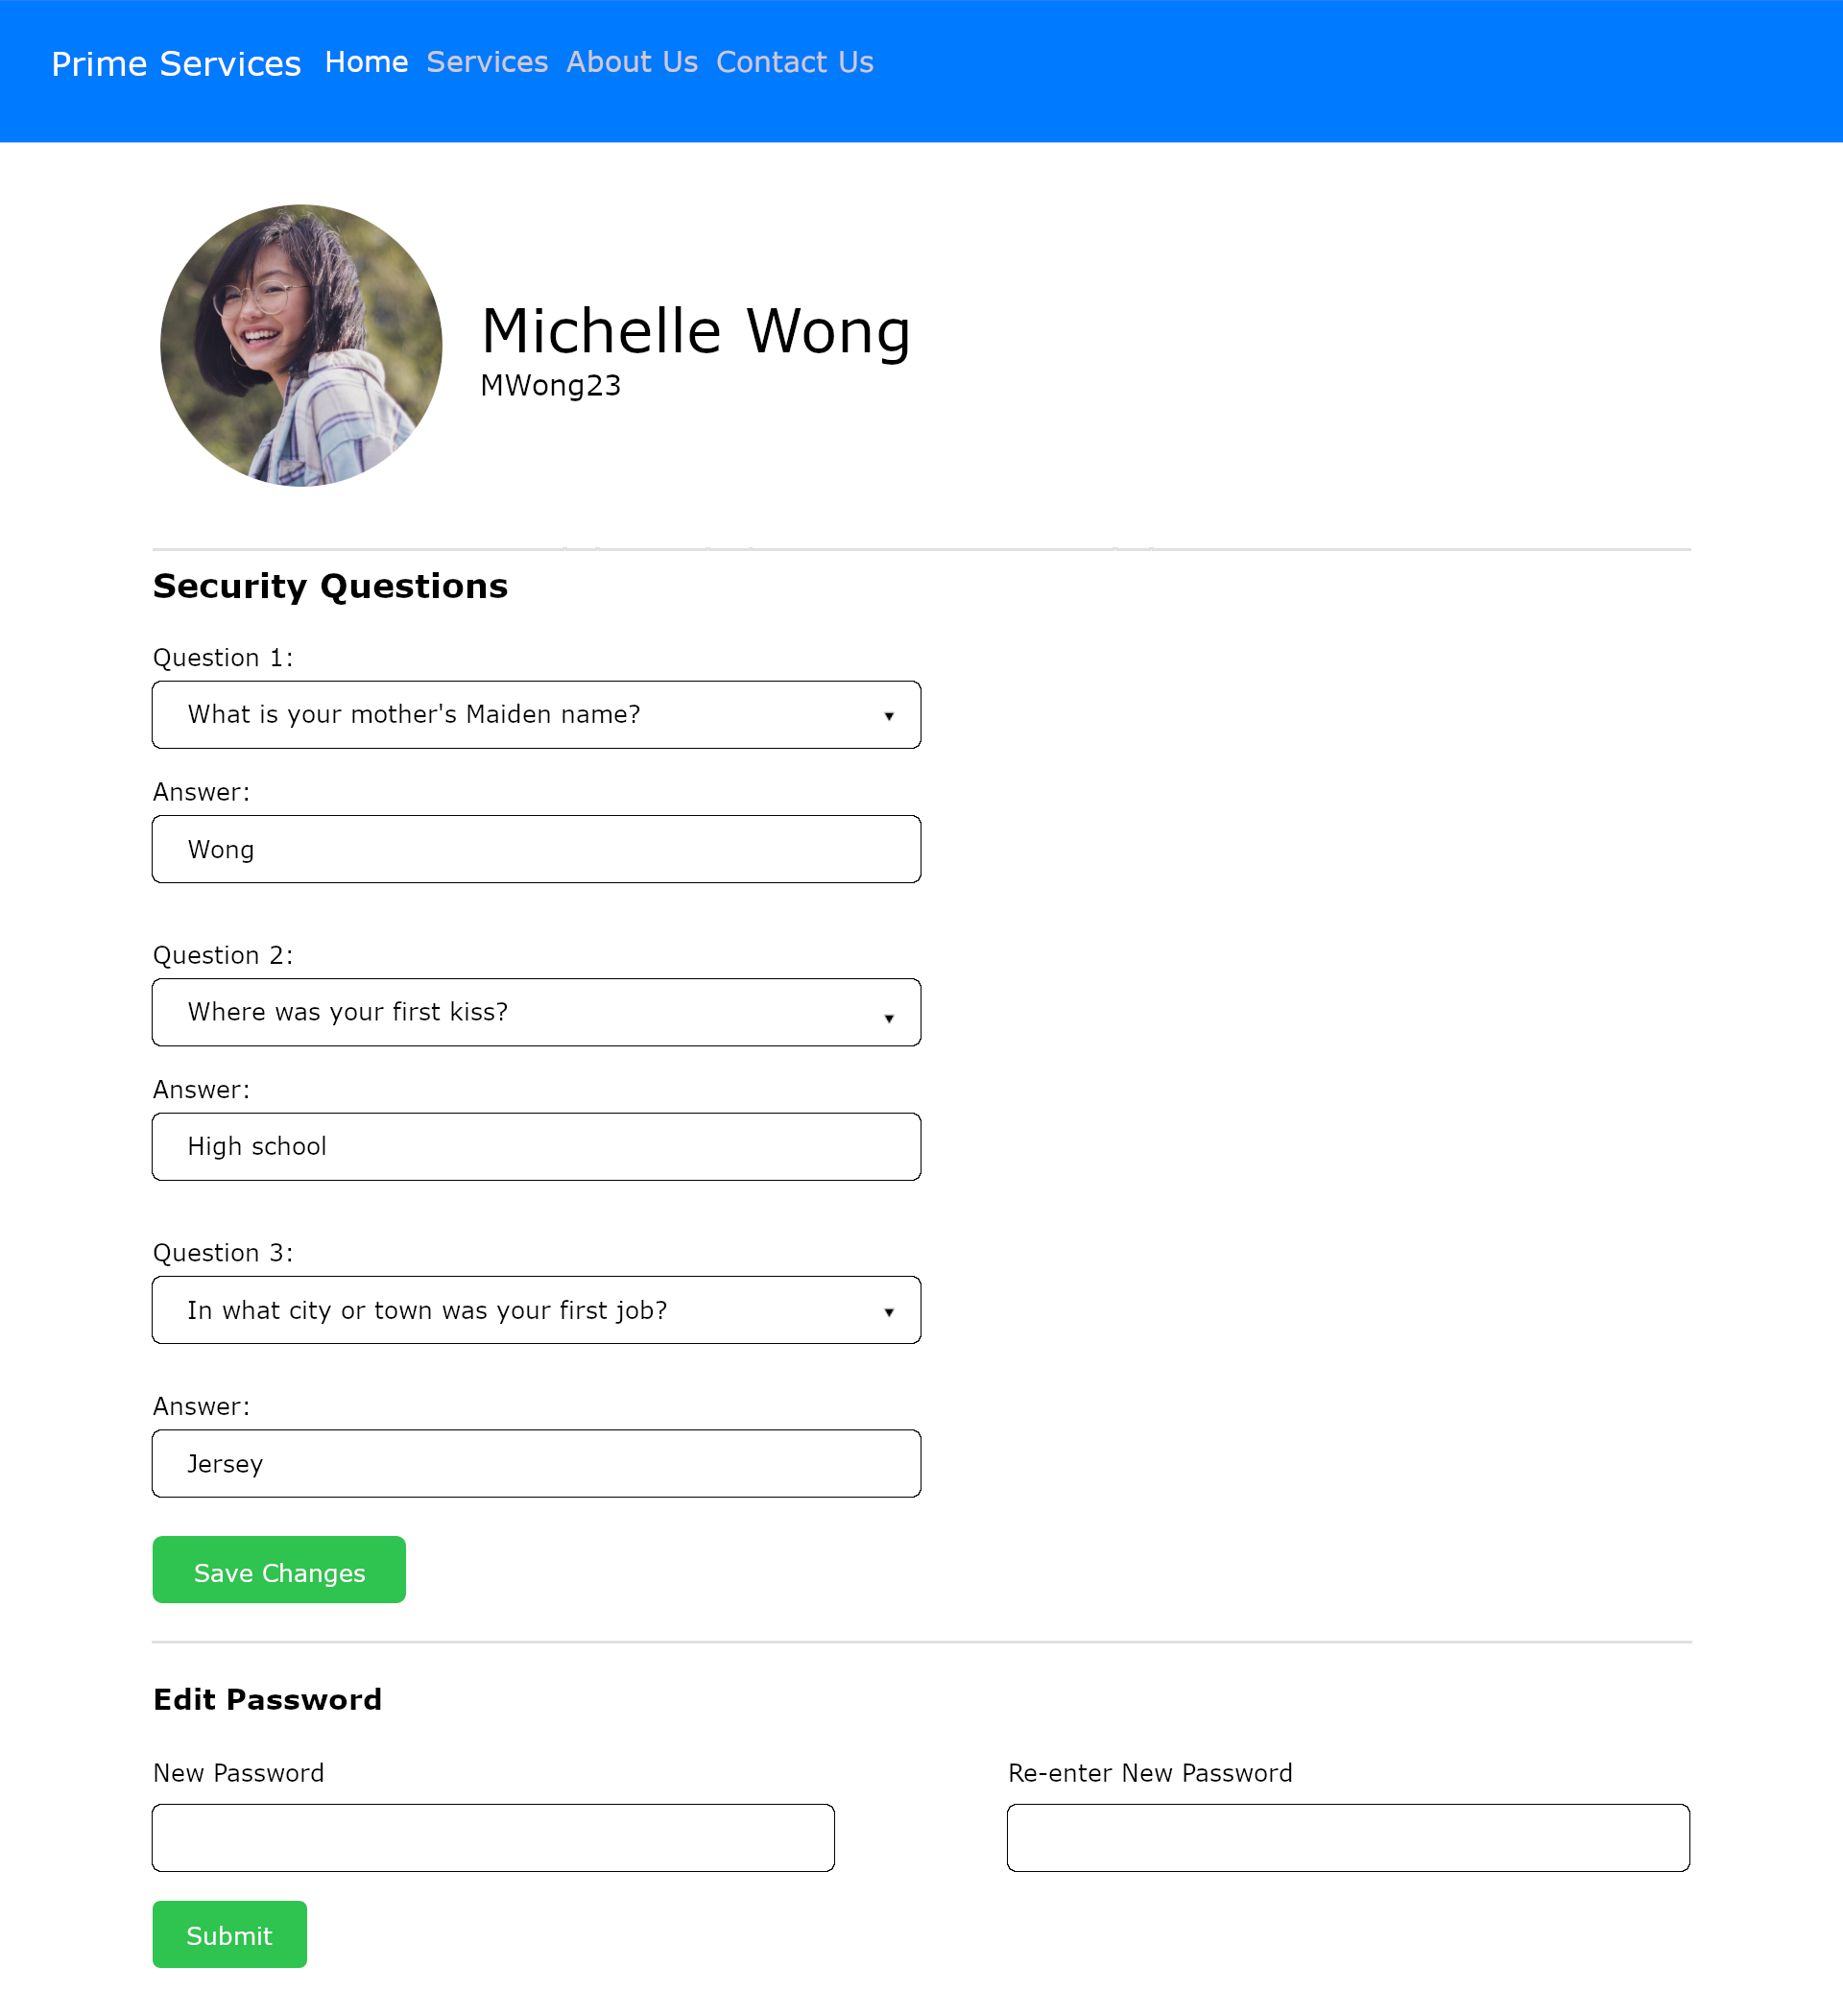 Prime Services Home Services About Us Contact Us
Michelle Wong
MWong23
Security Questions
Question 1:
What is your mother's Maiden name?
Answer:
Wong
Question 2:
Where was your first kiss?
Answer:
High school
Question 3:
In what city or town was your first job?
Answer:
Jersey
Save Changes
Edit Password
New Password Re-enter New Password
Submit